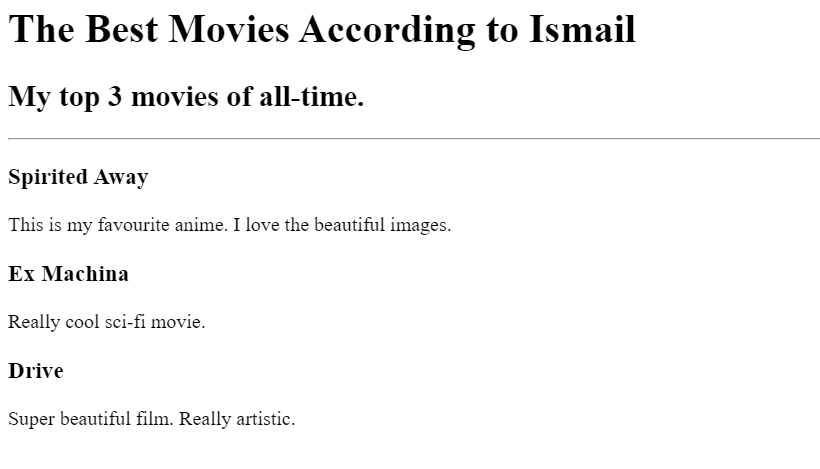 The Best Movies According to Ismail
My top 3 movies of all-time.
Spirited Away
This is my favourite anime. I love the beautiful images.
Ex Machina
Really cool sci-fi movie.
Drive
Super beautiful film. Really artistic.